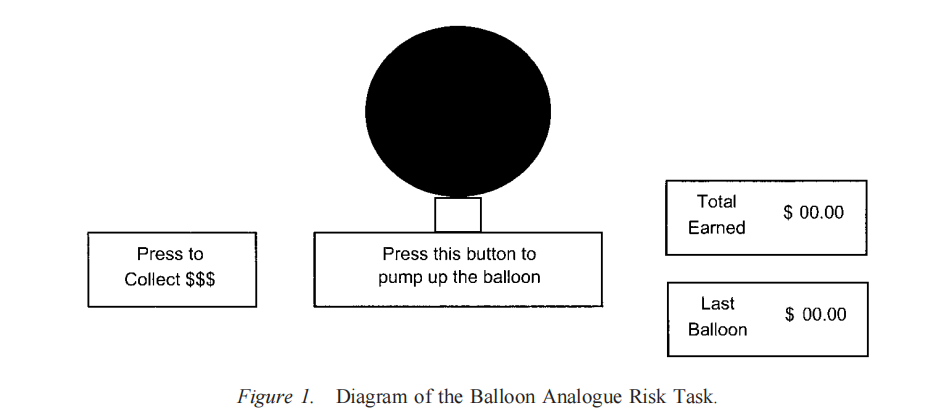 Press to
Collect $$$
Press this button to
pump up the balloon
Total
Earned
$ 00.00
Last
Balloon
$ 00.00
Figure 1. Diagram of the Balloon Analogue Risk Task.